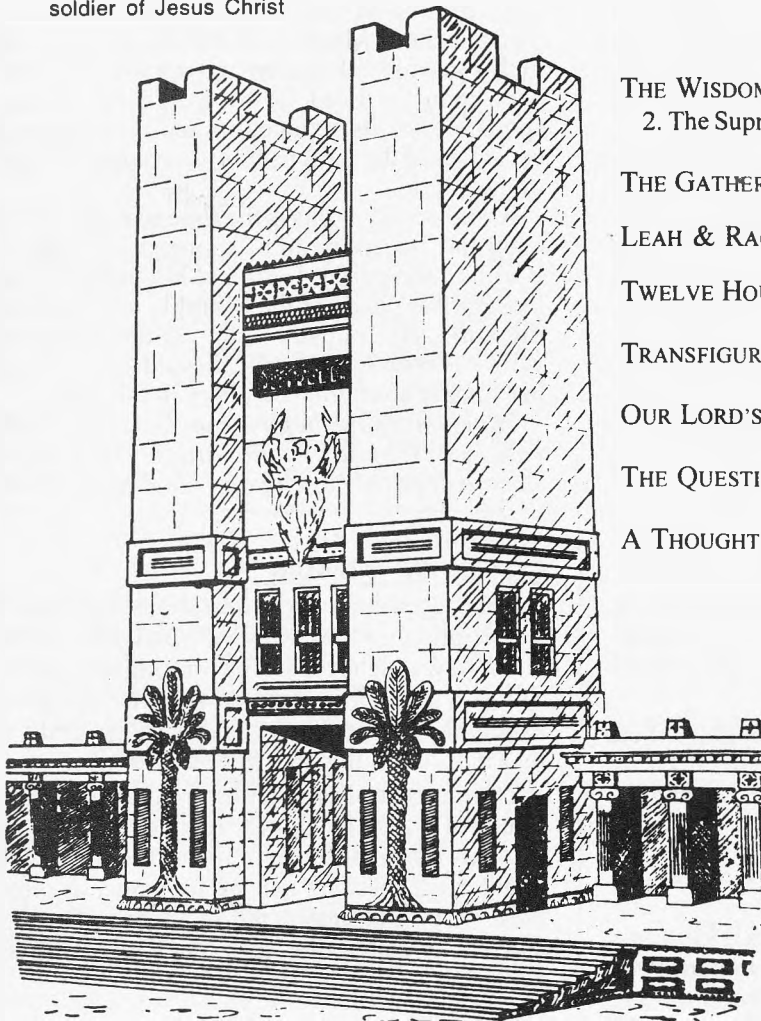 soldier of Jesus Christ
THE WISDOM
2. The Supr
THE GATHER
LEAH & RA
TWELVE HOU
TRANSFIGUR
OUR LORD'S
THE QUESTI
A THOUGHT